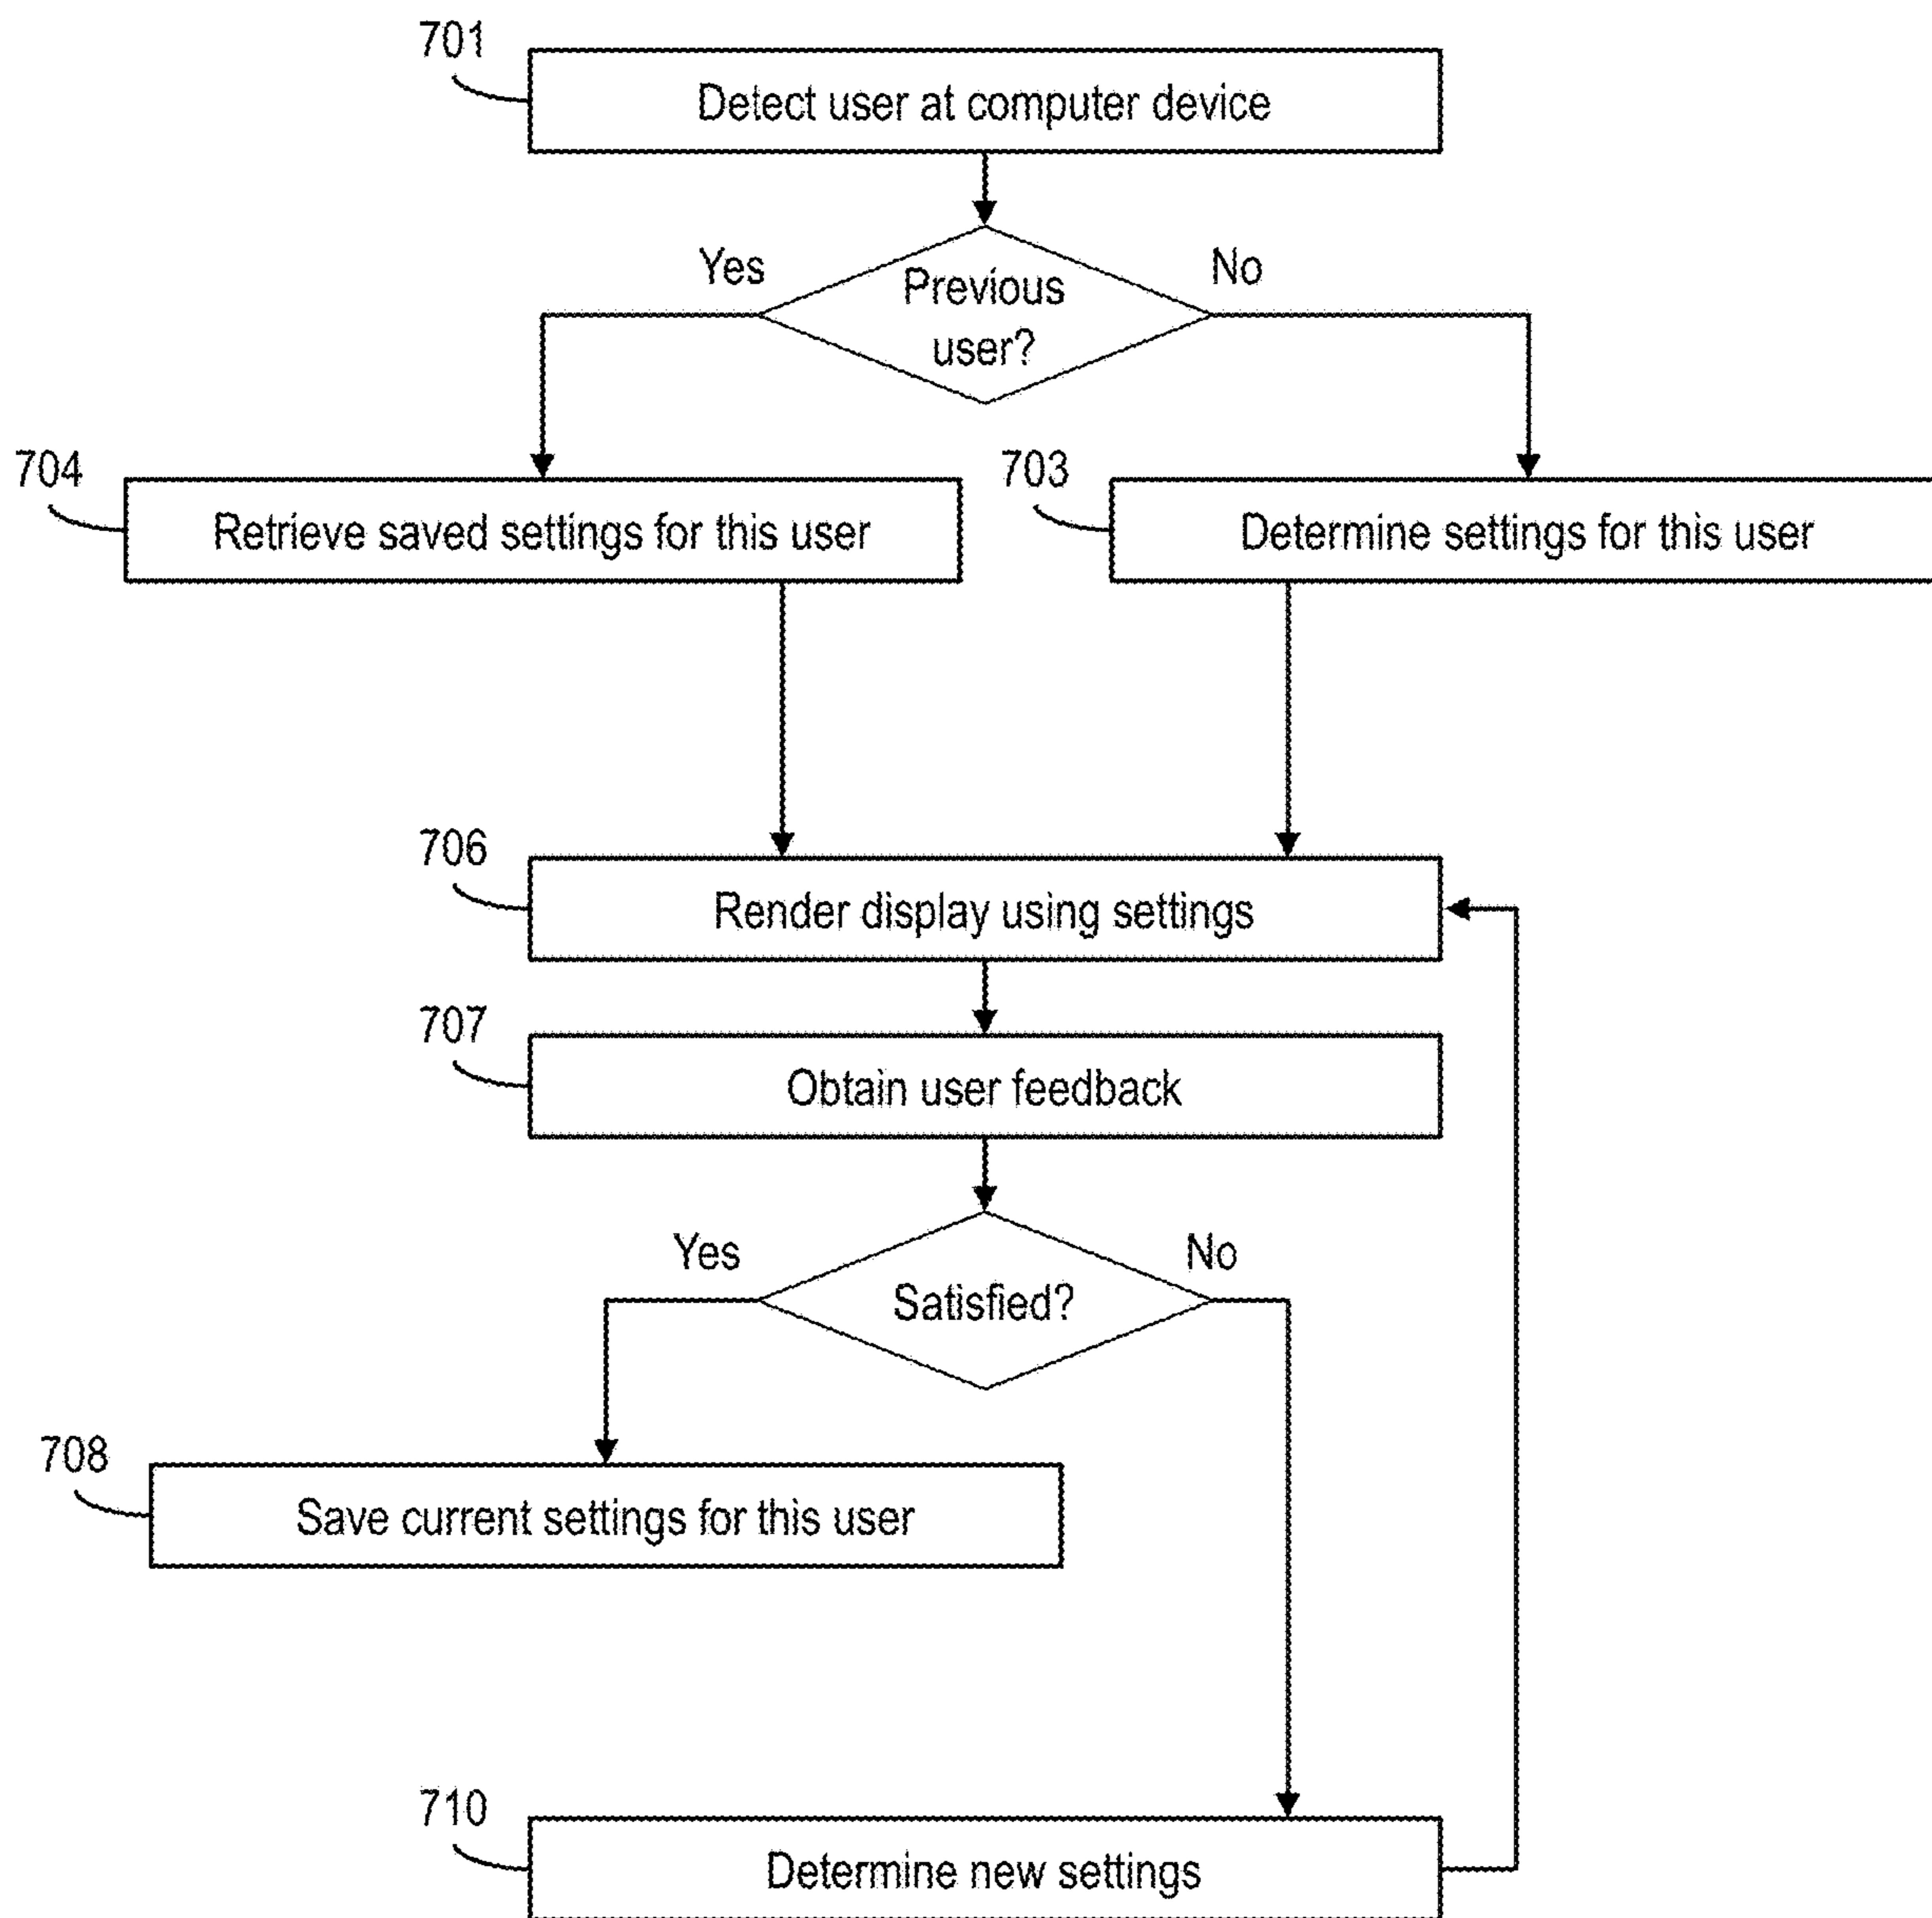 701
Detect user at computer device
Yes
No
Previous
user?
704
703
Retrieve saved settings for this user
Determine settings for this user
706
Render display using settings
707
Obtain user feedback
Yes
No
Satisfied?
708
Save current settings for this user
710
Determine new settings